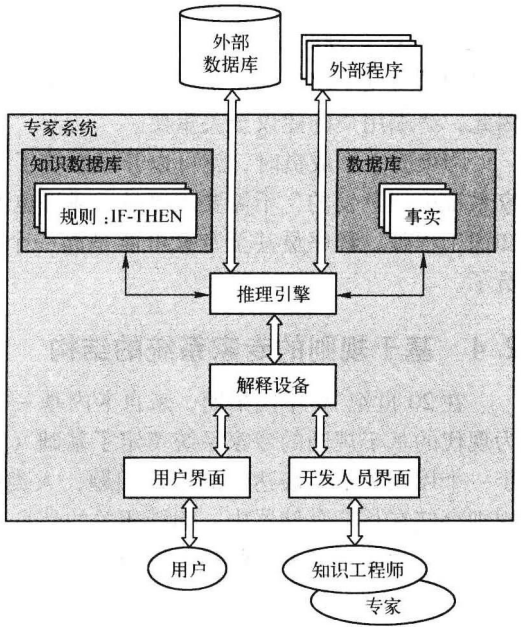 外部
数据库
外部程序
专家系统
知识数据库
规则:IF-THEN
数据库
事实
推理引擎
解释设备
用户界面
开发人员界面
用户
知识工程师
专家